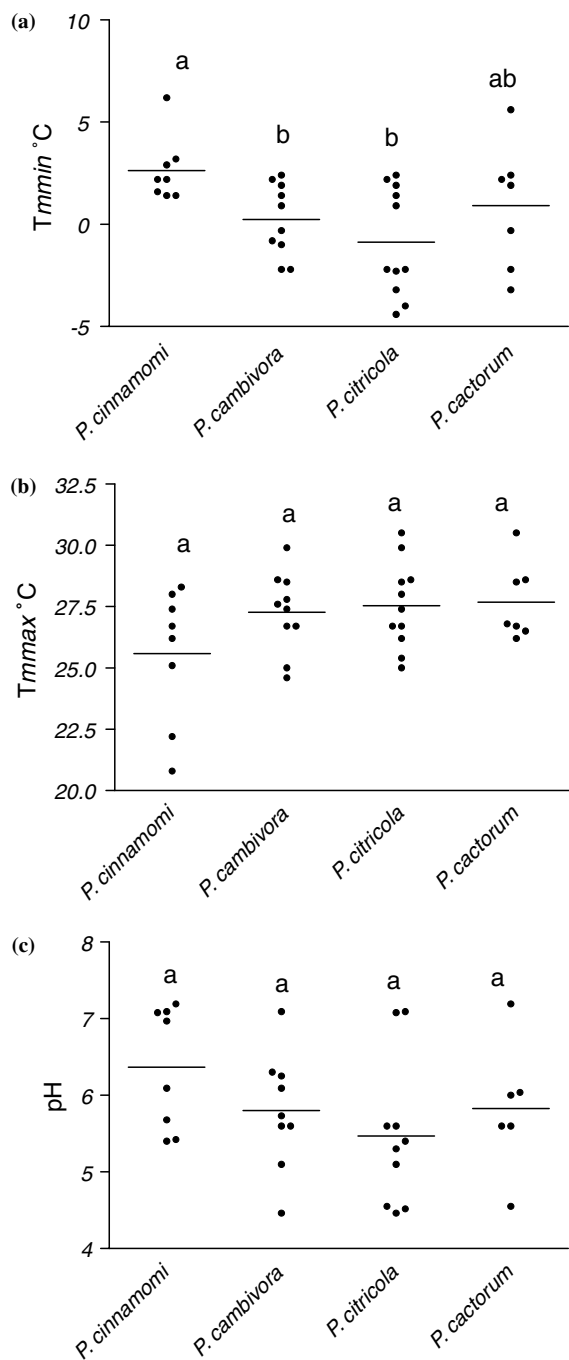 (a)
a
b
b
ab
10
5
0
-5
Tmmin °C
P. cinnamomi
P. cambivora
P. citricola
P. cactorum
(b)
a
a
a
a
32.5
30.0
27.5
25.0
22.5
20.0
Tmmax °C
P. cinnamomi
P. cambivora
P. citricola
P. cactorum
(c)
a
a
a
a
8
7
6
5
4
pH
P. cinnamomi
P. cambivora
P. citricola
P. cactorum